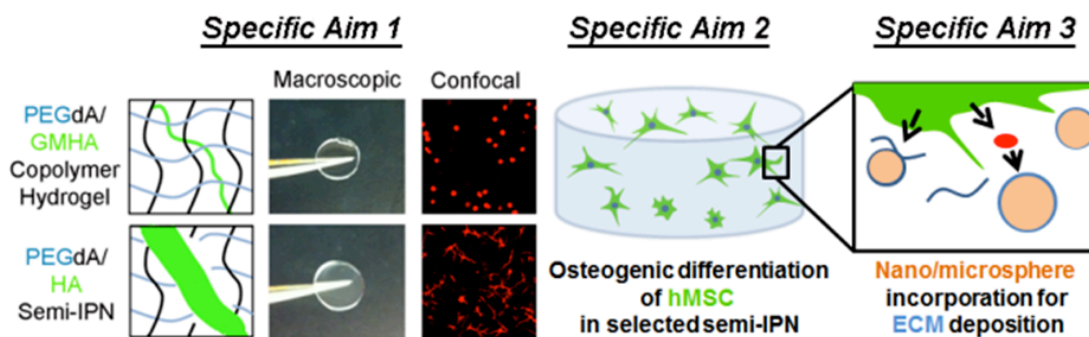 Specific Aim 1
Specific Aim 2
Specific Aim 3
Macroscopic
Confocal
PEGdA/
GMHA
Copolymer
Hydrogel
PEGdA/
HA
Semi-IPN
Osteogenic differentiation
of hMSC
in selected semi-IPN
Nano/microsphere
incorporation for
ECM deposition